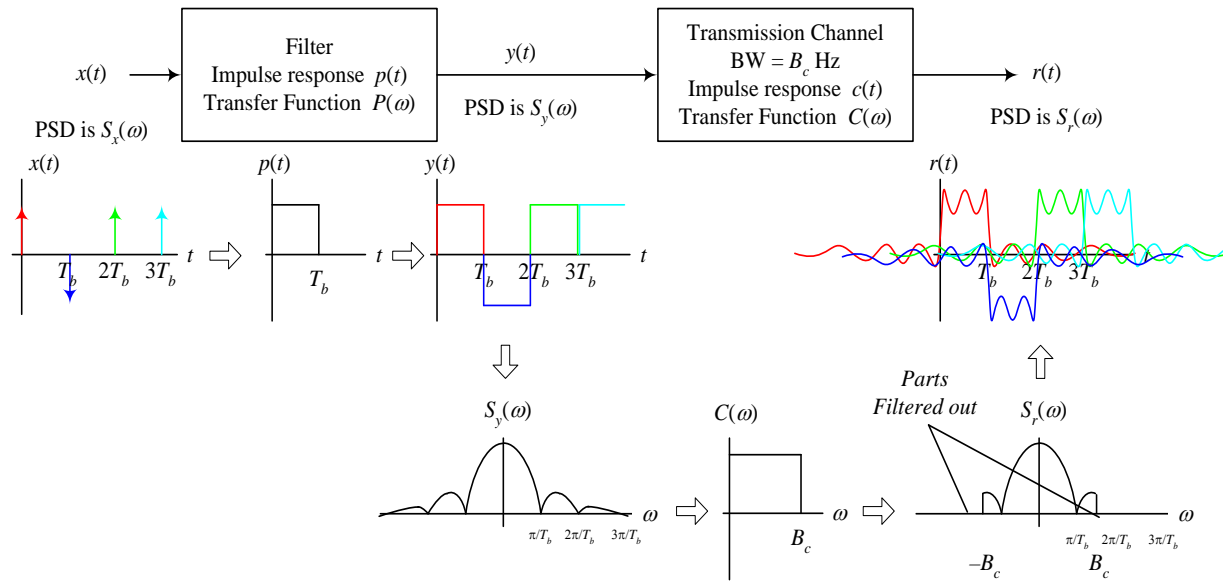 x(t)
PSD is Sₓ(ω)
Filter
Impulse response p(t)
Transfer Function P(ω)
y(t)
PSD is S_y(ω)
Transmission Channel
BW = B_c Hz
Impulse response c(t)
Transfer Function C(ω)
r(t)
PSD is S_r(ω)
x(t)
T_b
2T_b
3T_b
t
p(t)
T_b
t
y(t)
T_b
2T_b
3T_b
t
r(t)
T_b
2T_b
3T_b
S_y(ω)
π/T_b
2π/T_b
3π/T_b
ω
C(ω)
B_c
ω
Parts
Filtered out
S_r(ω)
π/T_b
2π/T_b
3π/T_b
ω
–B_c
B_c